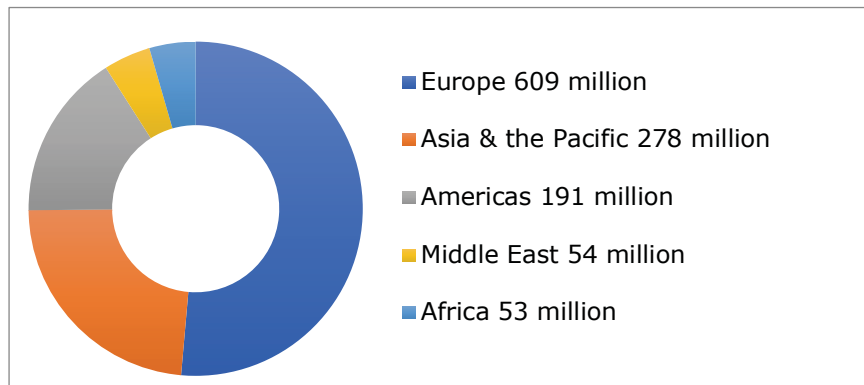 Europe 609 million
Asia & the Pacific 278 million
Americas 191 million
Middle East 54 million
Africa 53 million